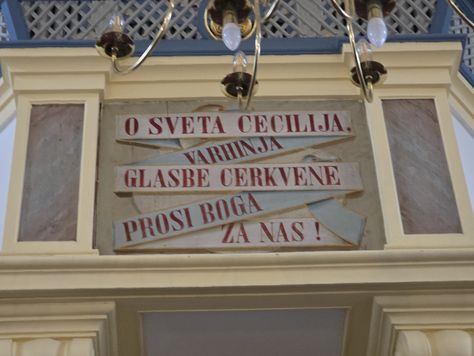 O SVETA CECILIJA,
VARHINJA
GLASBE CERKVENE
PROSI BOGA
ZA NAS!